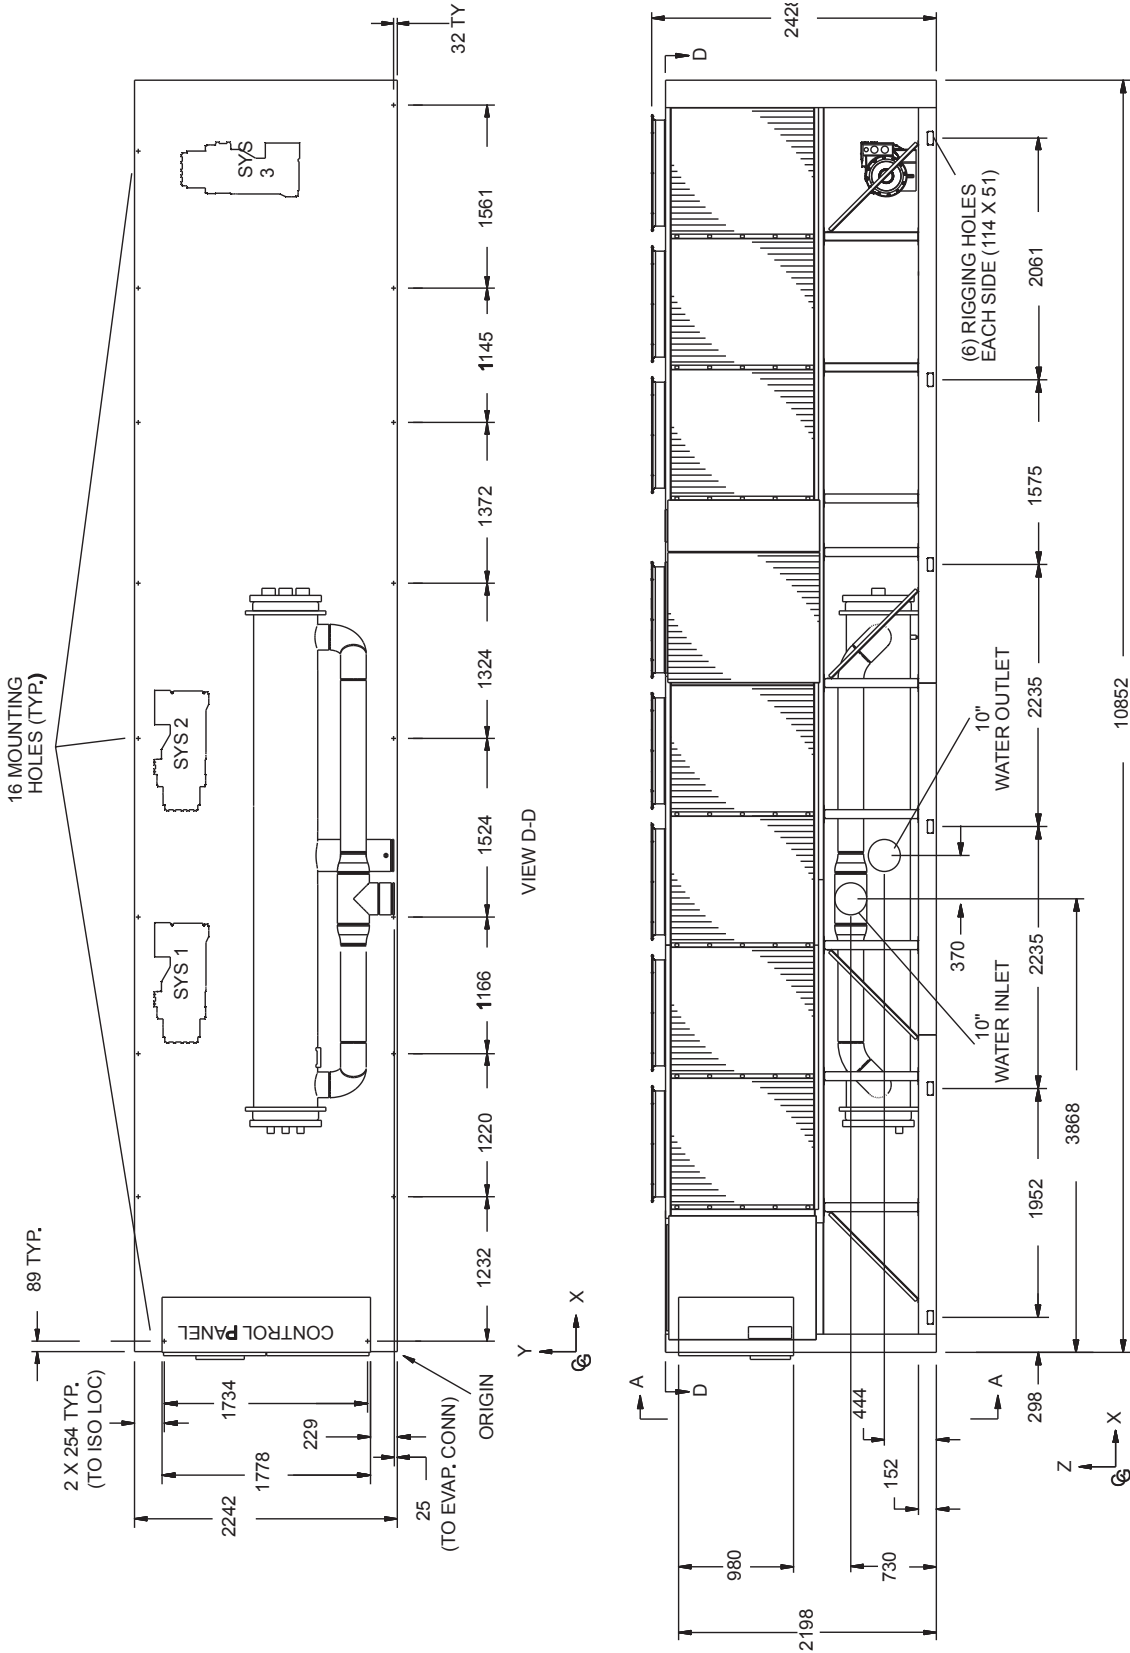 16 MOUNTING
HOLES (TYP.)
89 TYP.
2 X 254 TYP.
(TO ISO LOC)
CONTROL PANEL
SYS 1
SYS 2
SYS
3
32 TY
1734
1778
2242
229
25
(TO EVAP. CONN)
ORIGIN
Y
X
CG
1232
1220
1166
1524
1324
1372
1145
1561
VIEW D-D
2428
D
D
A
A
980
2198
730
152
444
298
Z
X
CG
10"
WATER INLET
10"
WATER OUTLET
370
(6) RIGGING HOLES
EACH SIDE (114 X 51)
1952
2235
2235
1575
2061
3868
10852